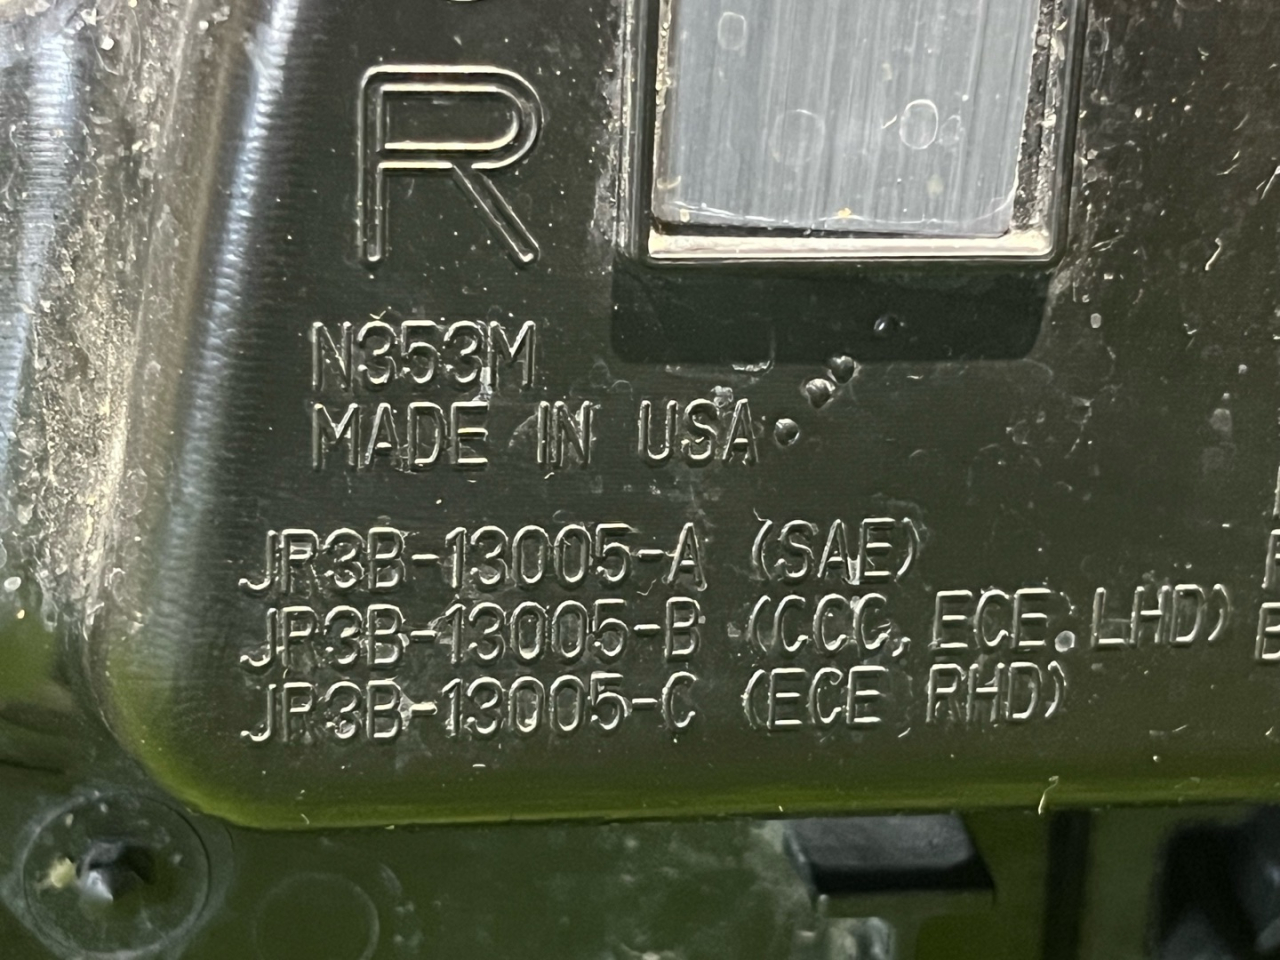 R
N353M
MADE IN USA
JR3B-13005-A (SAE)
JR3B-13005-B (CCC, ECE LHD)
JR3B-13005-C (ECE RHD)